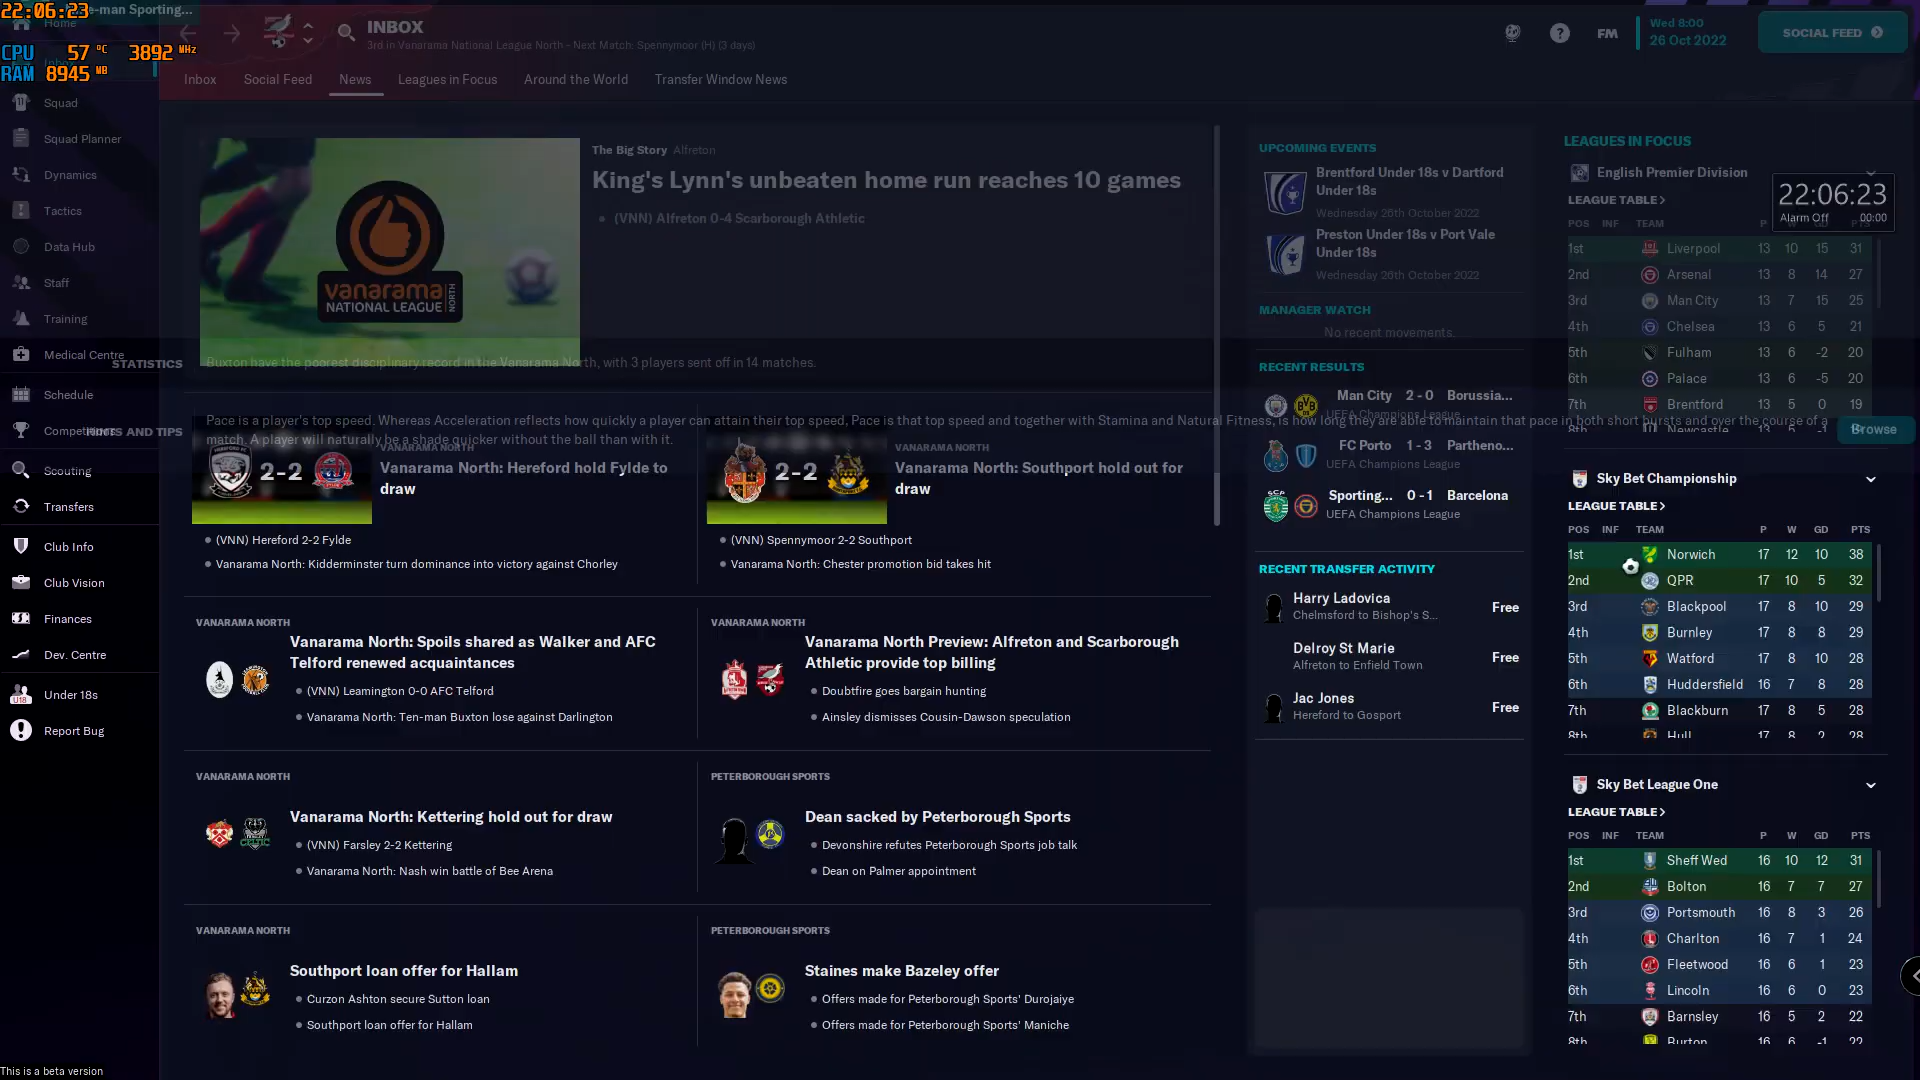 22:06:23
-man Sporting...
CPU 57 °C 3892 MHz
RAM 8945 MB
Home
Squad
Squad Planner
Dynamics
Tactics
Data Hub
Staff
Training
Medical Centre
Schedule
Scouting
Transfers
Club Info
Club Vision
Finances
Dev. Centre
Under 18s
Report Bug
This is a beta version
INBOX
3rd in Vanarama National League North - Next Match: Spennymoor (H) (3 days)
FM
Wed 8:00
26 Oct 2022
SOCIAL FEED
Inbox Social Feed News Leagues in Focus Around the World Transfer Window News
The Big Story Alfreton
King's Lynn's unbeaten home run reaches 10 games
(VNN) Alfreton 0-4 Scarborough Athletic
vanarama
NATIONAL LEAGUE NORTH
STATISTICS
Buxton have the poorest disciplinary record in the Vanarama North, with 3 players sent off in 14 matches.
HINTS AND TIPS
Pace is a player's top speed. Whereas Acceleration reflects how quickly a player can attain their top speed, Pace is that top speed and together with Stamina and Natural Fitness, is how long they are able to maintain that pace in both short bursts and over the course of a
match. A player will naturally be a shade quicker without the ball than with it.
Browse
VANARAMA NORTH
2-2
Vanarama North: Hereford hold Fylde to
draw
(VNN) Hereford 2-2 Fylde
Vanarama North: Kidderminster turn dominance into victory against Chorley
VANARAMA NORTH
2-2
Vanarama North: Southport hold out for
draw
(VNN) Spennymoor 2-2 Southport
Vanarama North: Chester promotion bid takes hit
VANARAMA NORTH
Vanarama North: Spoils shared as Walker and AFC
Telford renewed acquaintances
(VNN) Leamington 0-0 AFC Telford
Vanarama North: Ten-man Buxton lose against Darlington
VANARAMA NORTH
Vanarama North Preview: Alfreton and Scarborough
Athletic provide top billing
Doubtfire goes bargain hunting
Ainsley dismisses Cousin-Dawson speculation
VANARAMA NORTH
Vanarama North: Kettering hold out for draw
(VNN) Farsley 2-2 Kettering
Vanarama North: Nash win battle of Bee Arena
PETERBOROUGH SPORTS
Dean sacked by Peterborough Sports
Devonshire refutes Peterborough Sports job talk
Dean on Palmer appointment
VANARAMA NORTH
Southport loan offer for Hallam
Curzon Ashton secure Sutton loan
Southport loan offer for Hallam
PETERBOROUGH SPORTS
Staines make Bazeley offer
Offers made for Peterborough Sports' Durojaiye
Offers made for Peterborough Sports' Maniche
UPCOMING EVENTS
Brentford Under 18s v Dartford
Under 18s
Wednesday 26th October 2022
Preston Under 18s v Port Vale
Under 18s
Wednesday 26th October 2022
MANAGER WATCH
No recent movements.
RECENT RESULTS
Man City 2 - 0 Borussia...
UEFA Champions League
FC Porto 1 - 3 Partheno...
UEFA Champions League
Sporting... 0 - 1 Barcelona
UEFA Champions League
RECENT TRANSFER ACTIVITY
Harry Ladovica Free
Chelmsford to Bishop's S...
Delroy St Marie Free
Alfreton to Enfield Town
Jac Jones Free
Hereford to Gosport
LEAGUES IN FOCUS
English Premier Division
22:06:23
Alarm Off 00:00
LEAGUE TABLE >
POS INF TEAM P W GD PTS
1st Liverpool 13 10 15 31
2nd Arsenal 13 8 14 27
3rd Man City 13 7 15 25
4th Chelsea 13 6 5 21
5th Fulham 13 6 -2 20
6th Palace 13 6 -5 20
7th Brentford 13 5 0 19
8th Newcastle
Sky Bet Championship
LEAGUE TABLE >
POS INF TEAM P W GD PTS
1st Norwich 17 12 10 38
2nd QPR 17 10 5 32
3rd Blackpool 17 8 10 29
4th Burnley 17 8 8 29
5th Watford 17 8 10 28
6th Huddersfield 16 7 8 28
7th Blackburn 17 8 5 28
8th Hull 17 8 2 28
Sky Bet League One
LEAGUE TABLE >
POS INF TEAM P W GD PTS
1st Sheff Wed 16 10 12 31
2nd Bolton 16 7 7 27
3rd Portsmouth 16 8 3 26
4th Charlton 16 7 1 24
5th Fleetwood 16 6 1 23
6th Lincoln 16 6 0 23
7th Barnsley 16 5 2 22
8th Burton 16 6 -1 22